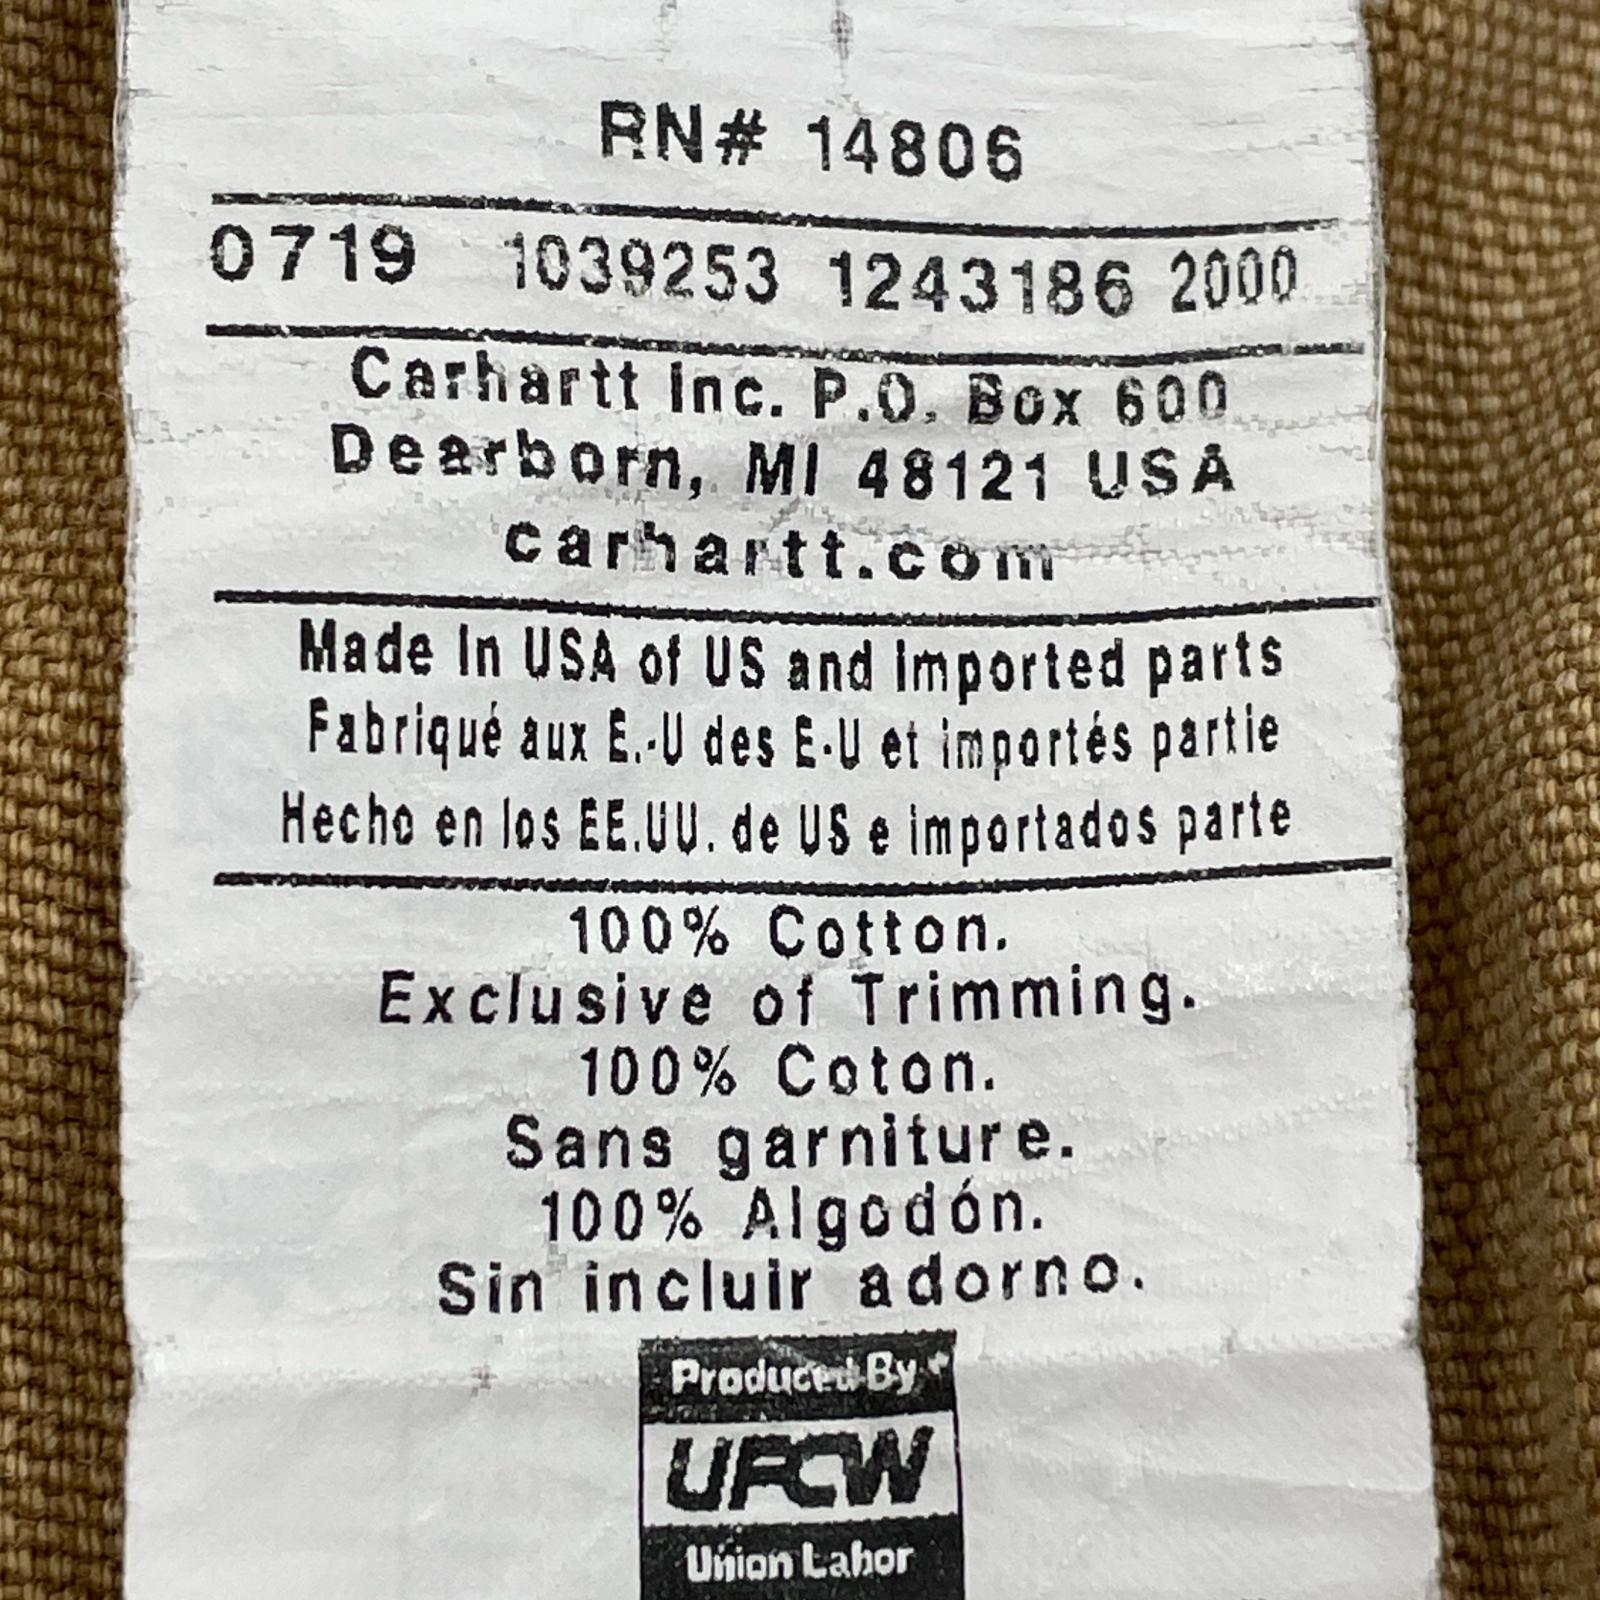 RN# 14806
0719 1039253 1243186 2000
Carhartt Inc. P.O. Box 600
Dearborn, MI 48121 USA
carhartt.com
Made In USA of US and Imported parts
Fabriqué aux É.-U des E-U et importés partie
Hecho en los EE.UU. de US e importados parte
100% Cotton.
Exclusive of Trimming.
100% Coton.
Sans garniture.
100% Algodón.
Sin incluir adorno.
Produced By
UFCW
Union Labor